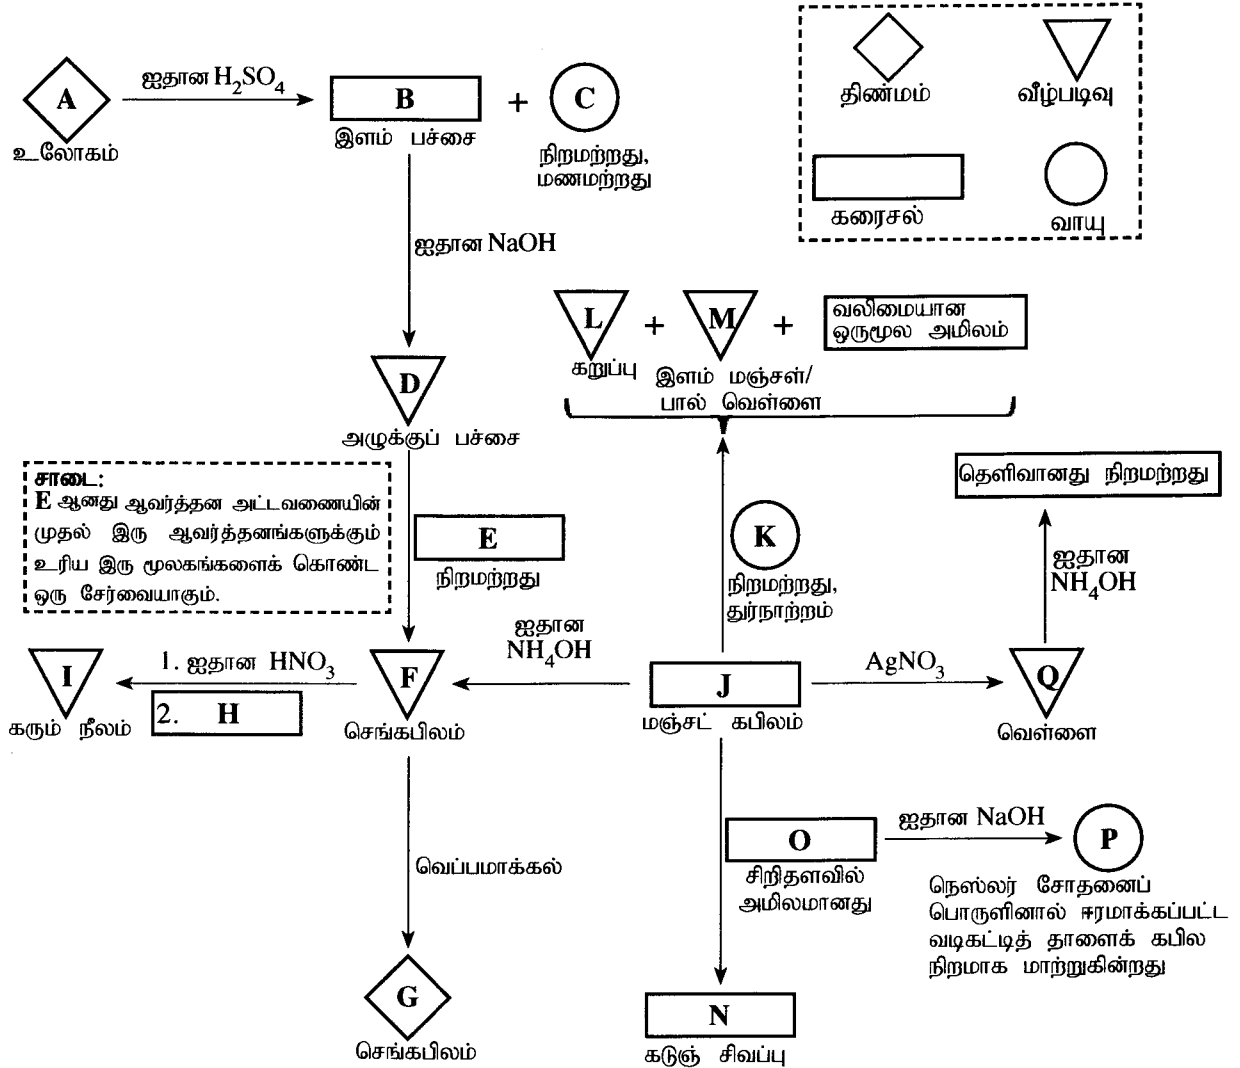 ஐதான H2SO4
A
உலோகம்
B
இளம் பச்சை
+
C
நிறமற்றது,
மணமற்றது
திண்மம்
வீழ்படிவு
கரைசல்
வாயு
ஐதான NaOH
L
கறுப்பு
+
M
இளம் மஞ்சள்/
பால் வெள்ளை
+
வலிமையான
ஒருமூல அமிலம்
D
அழுக்குப் பச்சை
சாடை:
E ஆனது ஆவர்த்தன அட்டவணையின்
முதல் இரு ஆவர்த்தனங்களுக்கும்
உரிய இரு மூலகங்களைக் கொண்ட
ஒரு சேர்வையாகும்.
E
நிறமற்றது
K
நிறமற்றது,
துர்நாற்றம்
தெளிவானது நிறமற்றது
ஐதான
NH4OH
I
கரும் நீலம்
1. ஐதான HNO3
2. H
F
செங்கபிலம்
ஐதான
NH4OH
J
மஞ்சட் கபிலம்
AgNO3
Q
வெள்ளை
வெப்பமாக்கல்
O
சிறிதளவில்
அமிலமானது
ஐதான NaOH
P
நெஸ்லர் சோதனைப்
பொருளினால் ஈரமாக்கப்பட்ட
வடிகட்டித் தாளைக் கபில
நிறமாக மாற்றுகின்றது
G
செங்கபிலம்
N
கடுஞ் சிவப்பு